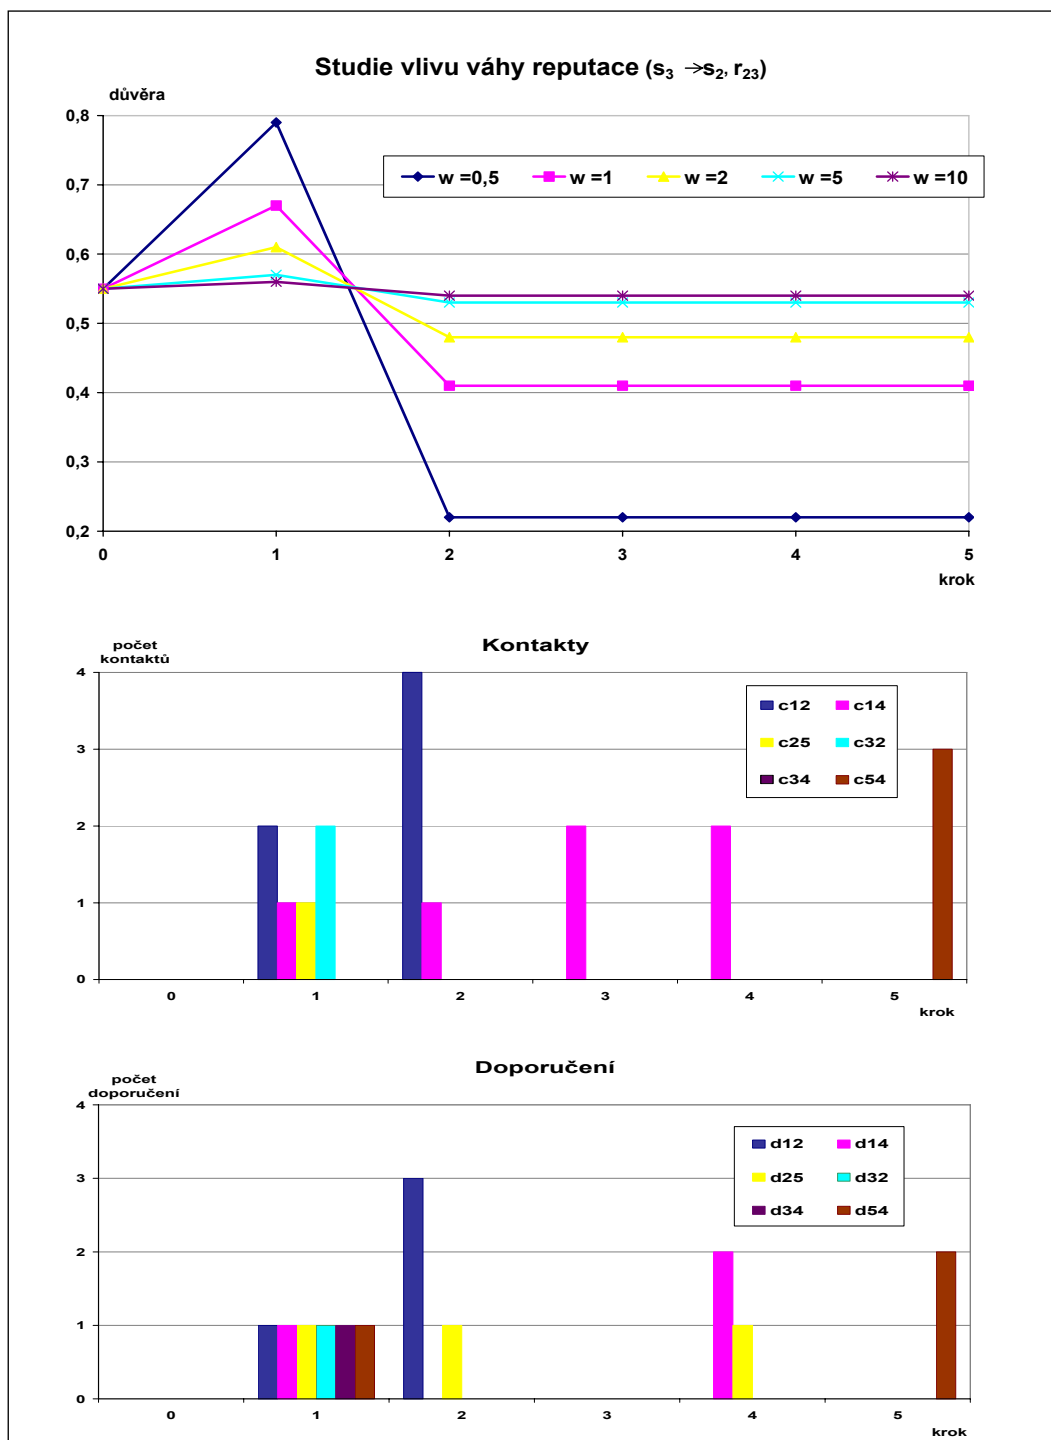 Studie vlivu váhy reputace (s₃ →s₂, r₂₃)
důvěra
0,8
0,7
0,6
0,5
0,4
0,3
0,2
w =0,5 w =1 w =2 w =5 w =10
0 1 2 3 4 5
krok
Kontakty
počet
kontaktů
4
3
2
1
0
c12 c14
c25 c32
c34 c54
0 1 2 3 4 5
krok
Doporučení
počet
doporučení
4
3
2
1
0
d12 d14
d25 d32
d34 d54
0 1 2 3 4 5
krok